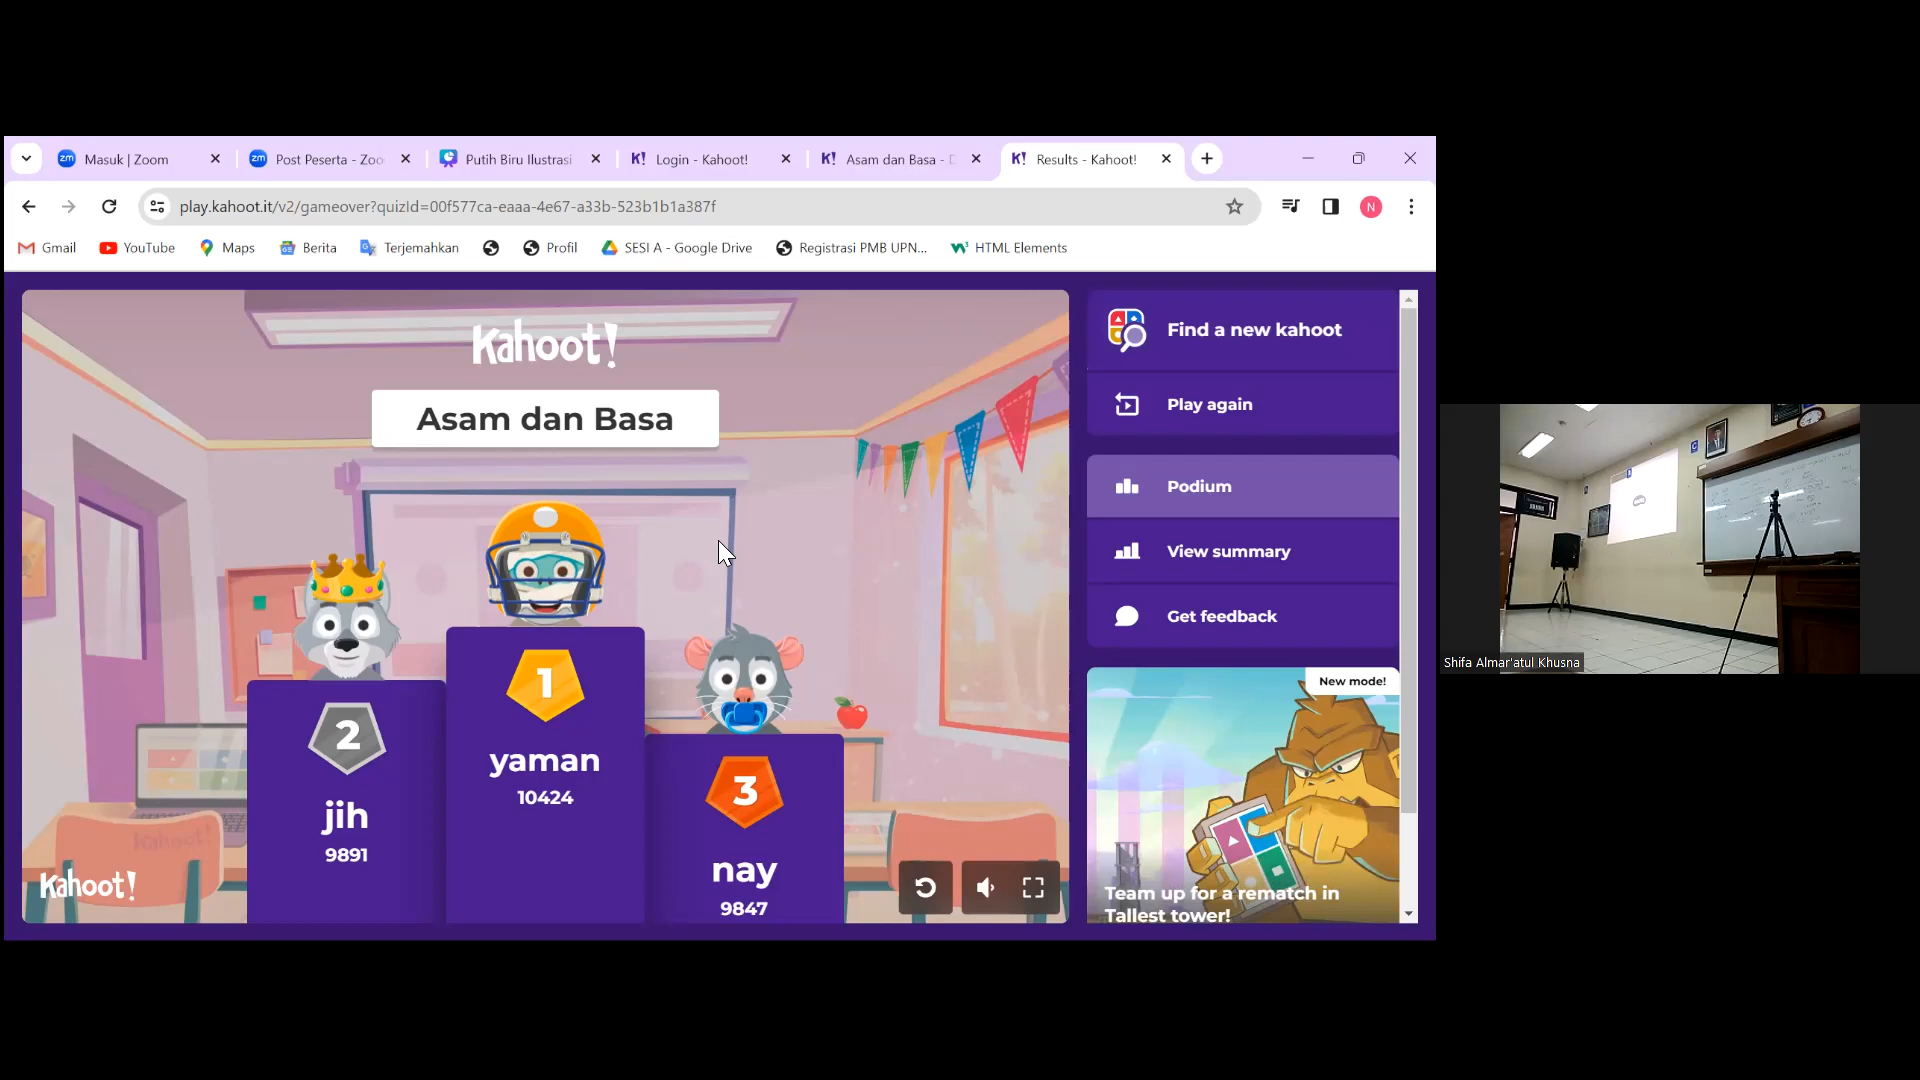 Masuk | Zoom
Post Peserta - Zoo
Putih Biru Ilustrasi
K! Login - Kahoot!
K! Asam dan Basa - D
K! Results - Kahoot!
play.kahoot.it/v2/gameover?quizId=00f577ca-eaaa-4e67-a33b-523b1b1a387f
N
Gmail
YouTube
Maps
Berita
Terjemahkan
Profil
SESI A - Google Drive
Registrasi PMB UPN...
HTML Elements
Kahoot!
Asam dan Basa
1
yaman
10424
2
jih
9891
3
nay
9847
Kahoot!
Find a new kahoot
Play again
Podium
View summary
Get feedback
New mode!
Team up for a rematch in
Tallest tower!
Shifa Almar'atul Khusna